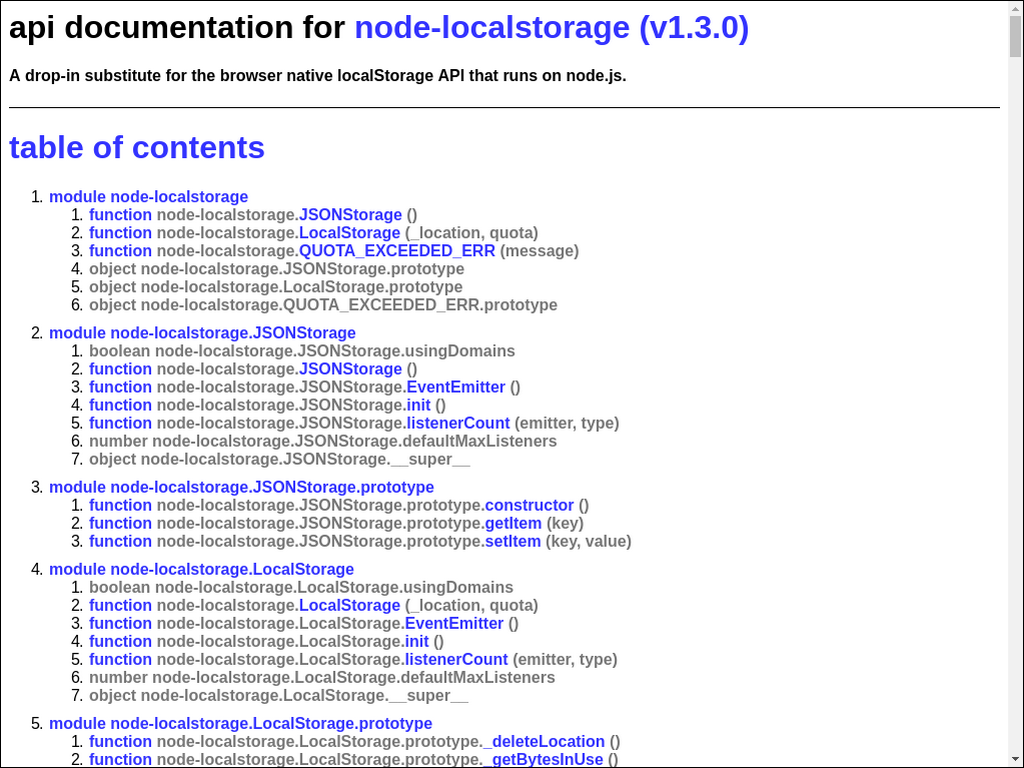 api documentation for node-localstorage (v1.3.0)
A drop-in substitute for the browser native localStorage API that runs on node.js.
table of contents
1. module node-localstorage
1. function node-localstorage.JSONStorage ()
2. function node-localstorage.LocalStorage (_location, quota)
3. function node-localstorage.QUOTA_EXCEEDED_ERR (message)
4. object node-localstorage.JSONStorage.prototype
5. object node-localstorage.LocalStorage.prototype
6. object node-localstorage.QUOTA_EXCEEDED_ERR.prototype
2. module node-localstorage.JSONStorage
1. boolean node-localstorage.JSONStorage.usingDomains
2. function node-localstorage.JSONStorage ()
3. function node-localstorage.JSONStorage.EventEmitter ()
4. function node-localstorage.JSONStorage.init ()
5. function node-localstorage.JSONStorage.listenerCount (emitter, type)
6. number node-localstorage.JSONStorage.defaultMaxListeners
7. object node-localstorage.JSONStorage.__super__
3. module node-localstorage.JSONStorage.prototype
1. function node-localstorage.JSONStorage.prototype.constructor ()
2. function node-localstorage.JSONStorage.prototype.getItem (key)
3. function node-localstorage.JSONStorage.prototype.setItem (key, value)
4. module node-localstorage.LocalStorage
1. boolean node-localstorage.LocalStorage.usingDomains
2. function node-localstorage.LocalStorage (_location, quota)
3. function node-localstorage.LocalStorage.EventEmitter ()
4. function node-localstorage.LocalStorage.init ()
5. function node-localstorage.LocalStorage.listenerCount (emitter, type)
6. number node-localstorage.LocalStorage.defaultMaxListeners
7. object node-localstorage.LocalStorage.__super__
5. module node-localstorage.LocalStorage.prototype
1. function node-localstorage.LocalStorage.prototype._deleteLocation ()
2. function node-localstorage.LocalStorage.prototype._getBytesInUse ()